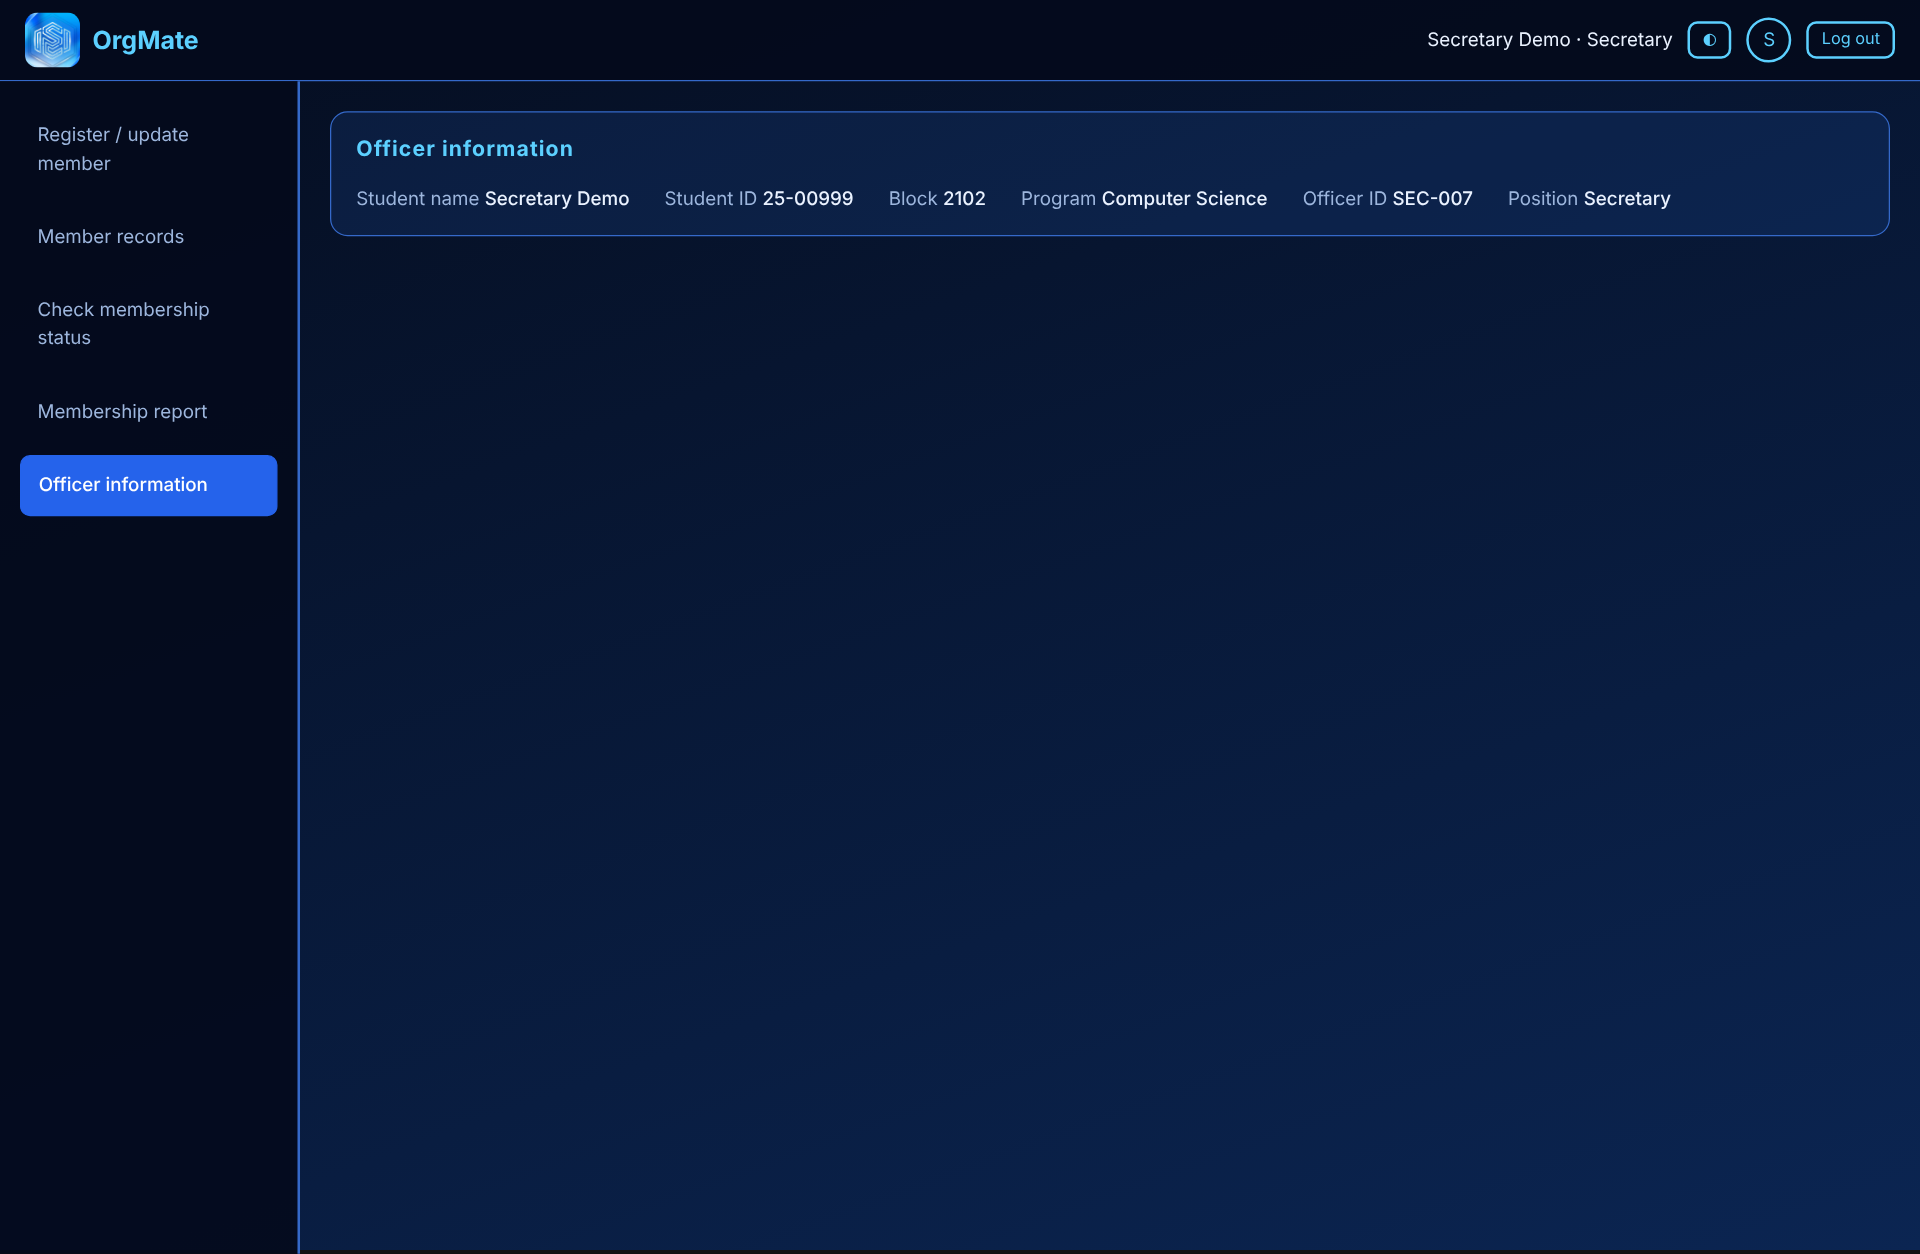 OrgMate
Secretary Demo · Secretary
S
Log out
Register / update
member
Member records
Check membership
status
Membership report
Officer information
Officer information
Student name Secretary Demo Student ID 25-00999 Block 2102 Program Computer Science Officer ID SEC-007 Position Secretary